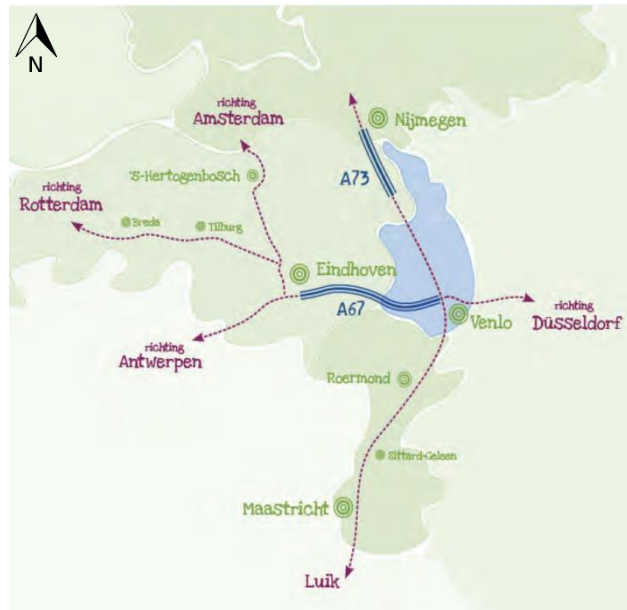 N
richting
Amsterdam
Nijmegen
'S-Hertogenbosch
A73
richting
Rotterdam
Breda
Tilburg
Eindhoven
A67
richting
Düsseldorf
Venlo
richting
Antwerpen
Roermond
Sittard-Geleen
Maastricht
Luik